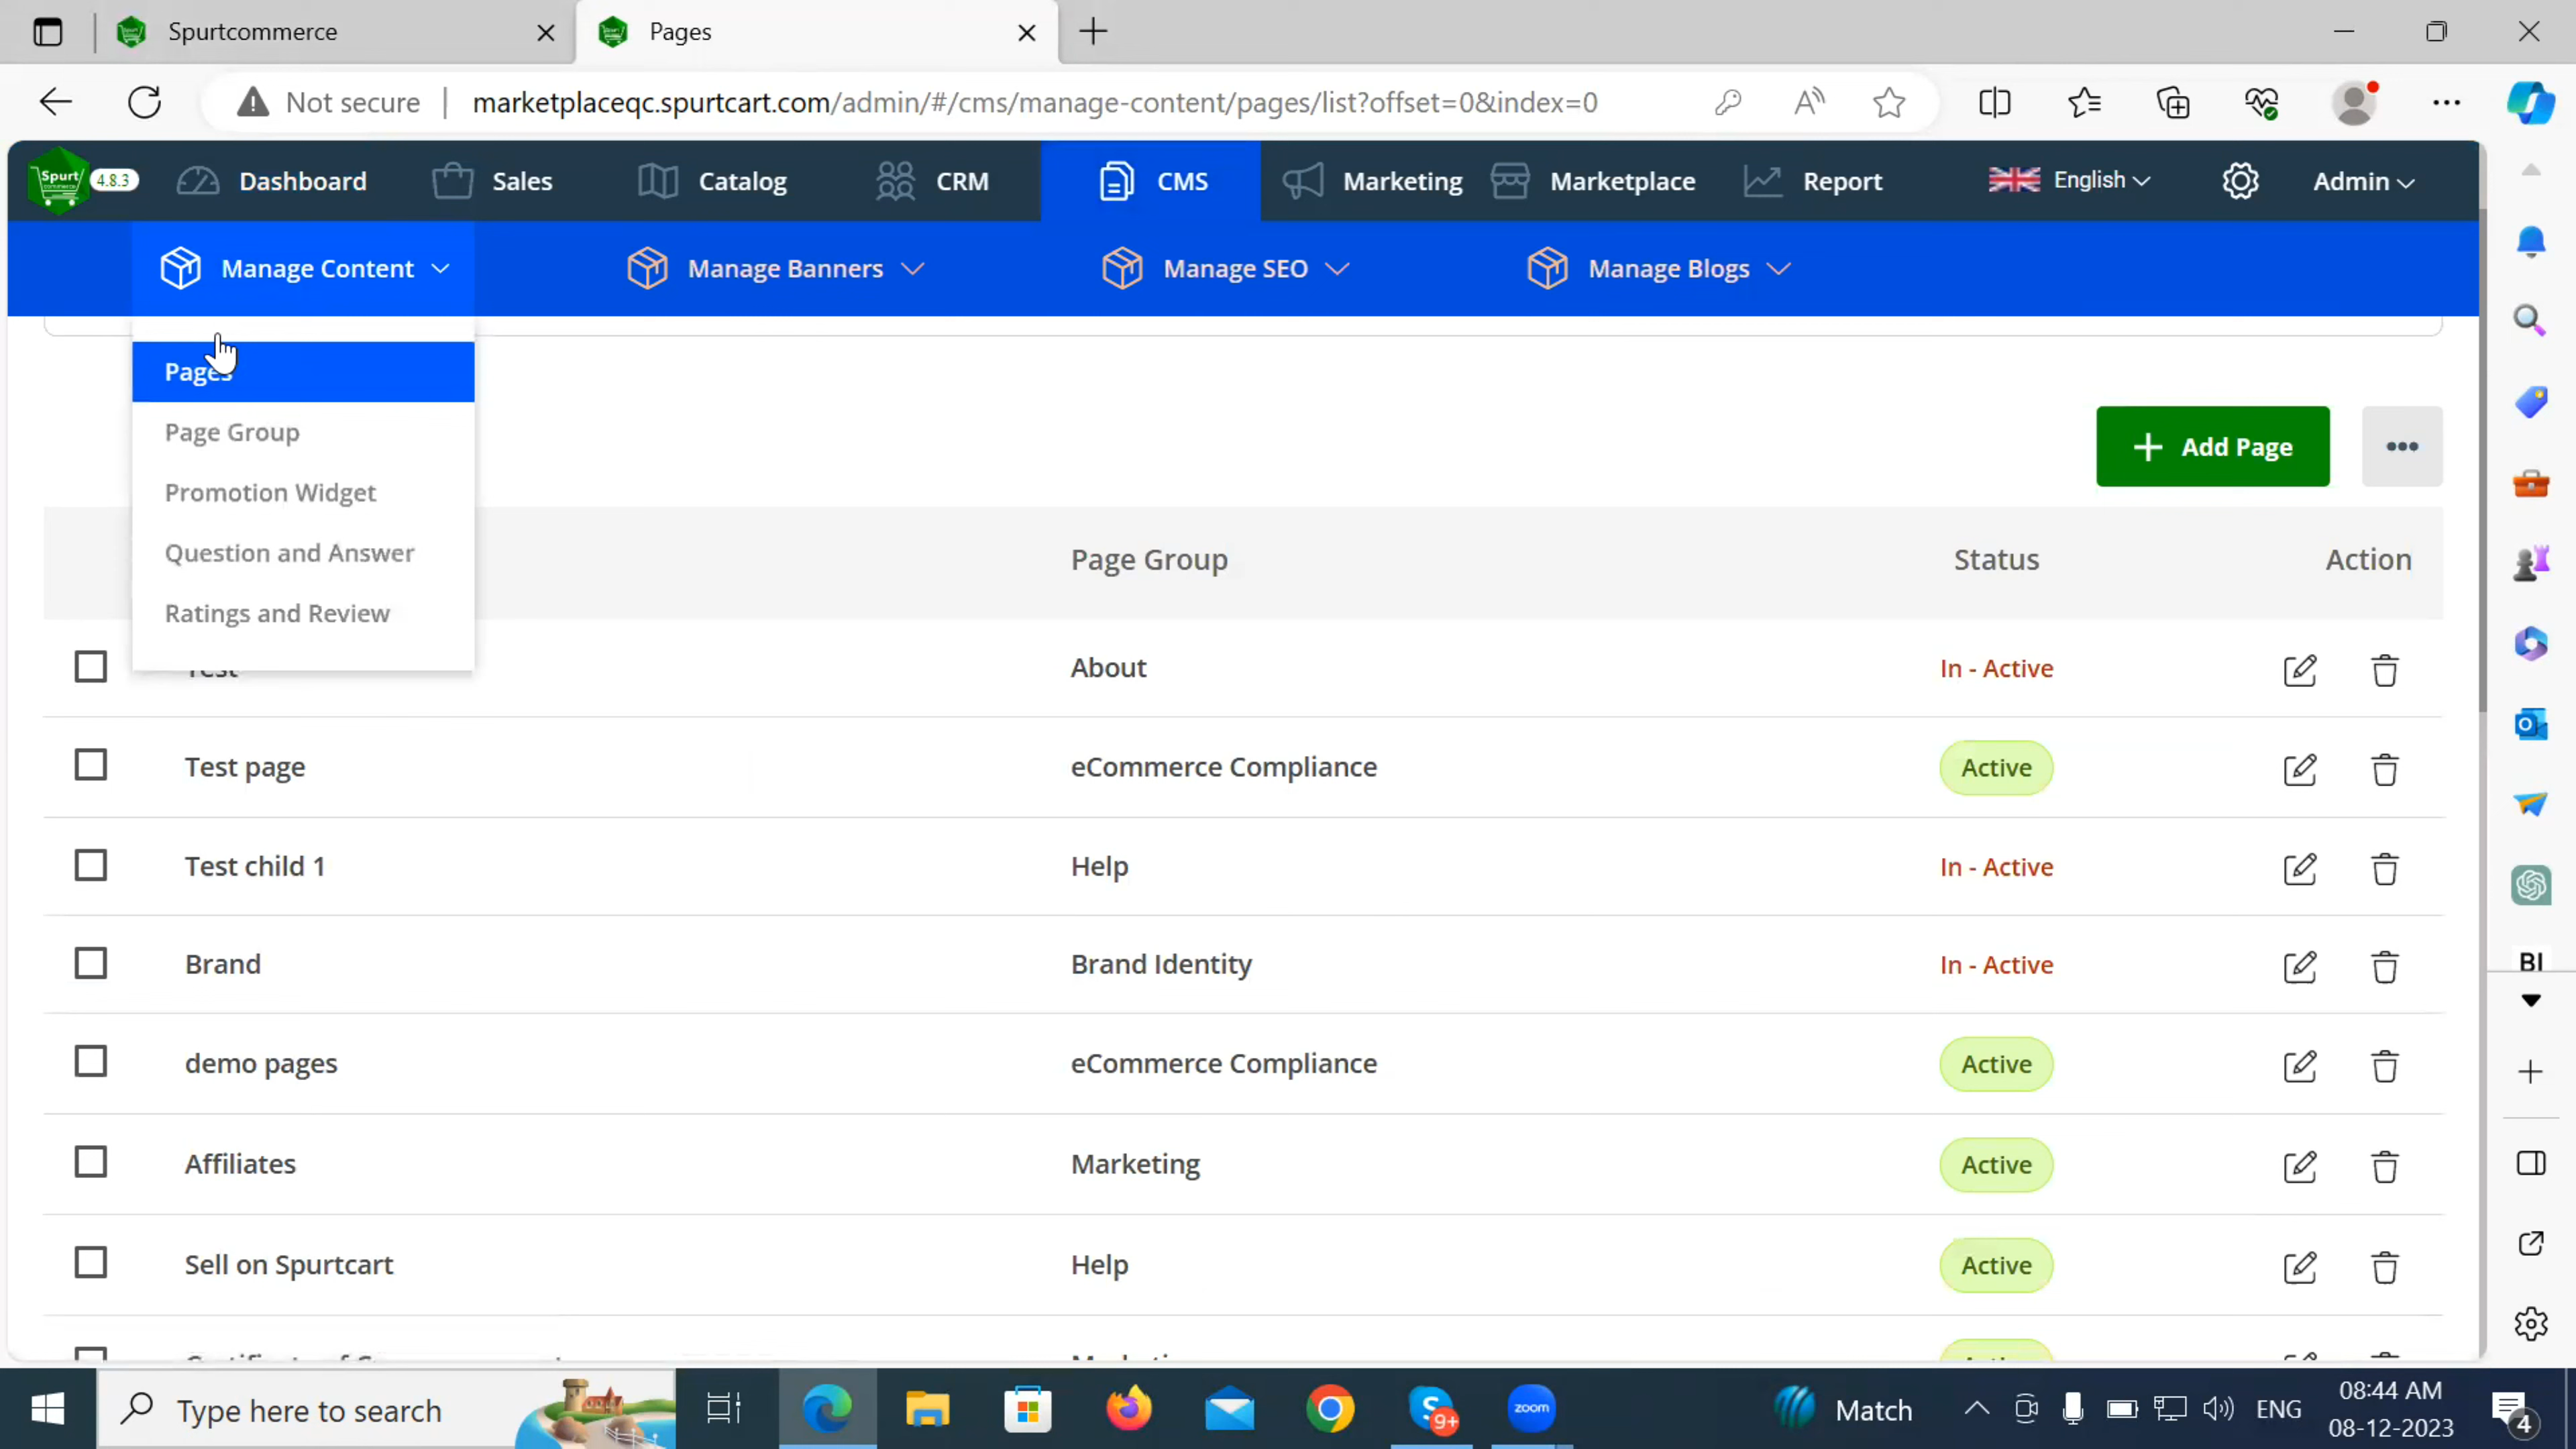 Spurtcommerce
Pages
Not secure
marketplaceqc.spurtcart.com/admin/#/cms/manage-content/pages/list?offset=0&index=0
Spurt
commerce
4.8.3
Dashboard
Sales
Catalog
CRM
CMS
Marketing
Marketplace
Report
English
Admin
Manage Content
Manage Banners
Manage SEO
Manage Blogs
Pages
Page Group
Promotion Widget
Question and Answer
Ratings and Review
Add Page
Page Group
Status
Action
Test
About
In - Active
Test page
eCommerce Compliance
Active
Test child 1
Help
In - Active
Brand
Brand Identity
In - Active
demo pages
eCommerce Compliance
Active
Affiliates
Marketing
Active
Sell on Spurtcart
Help
Active
BI
Type here to search
9+
zoom
Match
ENG
08:44 AM
08-12-2023
4